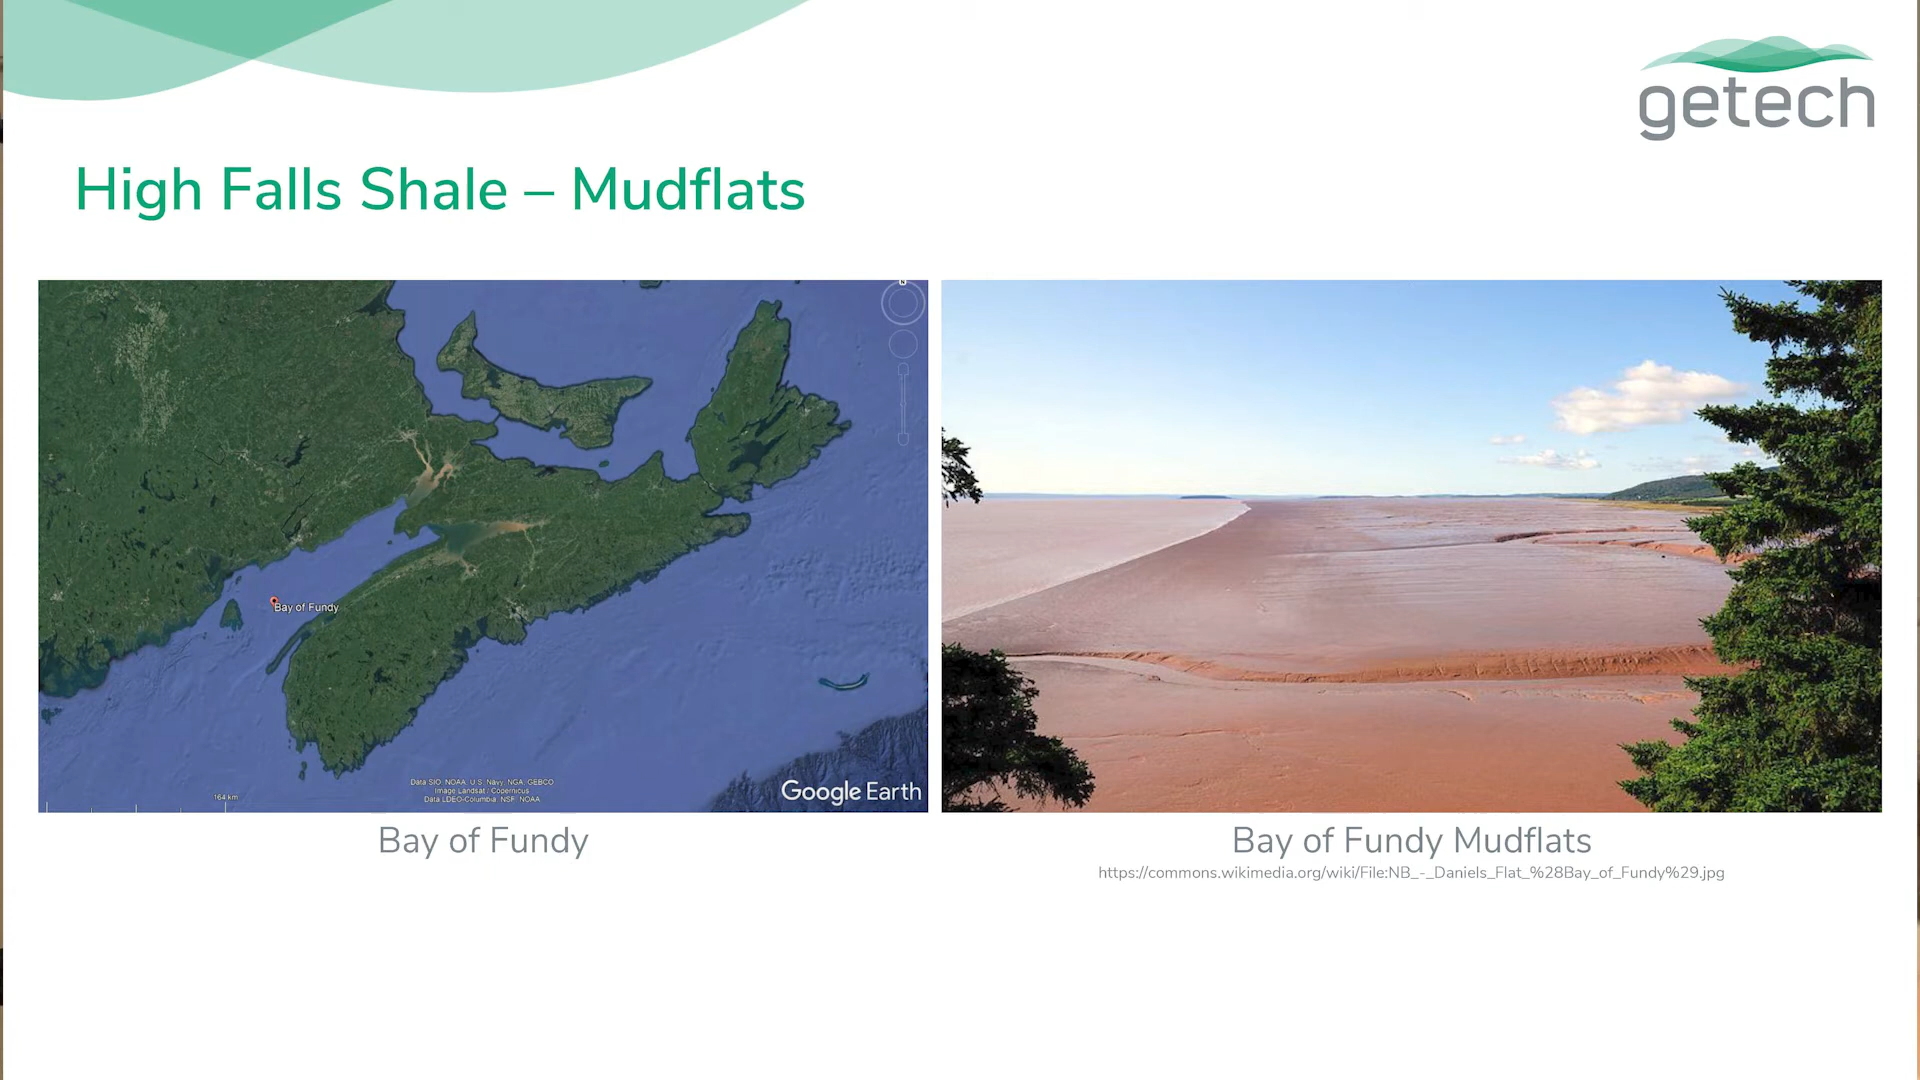 getech
High Falls Shale – Mudflats
N
Bay of Fundy
164 km
Data SIO, NOAA, U.S. Navy, NGA, GEBCO
Image Landsat / Copernicus
Data LDEO-Columbia, NSF, NOAA
Google Earth
Bay of Fundy
Bay of Fundy Mudflats
https://commons.wikimedia.org/wiki/File:NB_-_Daniels_Flat_%28Bay_of_Fundy%29.jpg